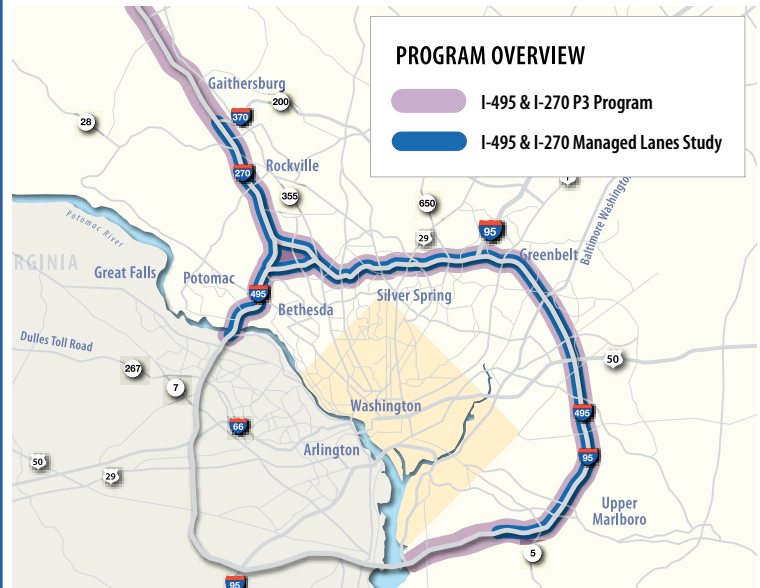 PROGRAM OVERVIEW
I-495 & I-270 P3 Program
I-495 & I-270 Managed Lanes Study
Gaithersburg
370
200
28
270
Rockville
355
650
29
95
Greenbelt
Baltimore Washington
Potomac River
RGINIA
Great Falls
Potomac
495
Bethesda
Silver Spring
Dulles Toll Road
267
7
50
Washington
495
66
Arlington
95
50
29
Upper
Marlboro
5
95